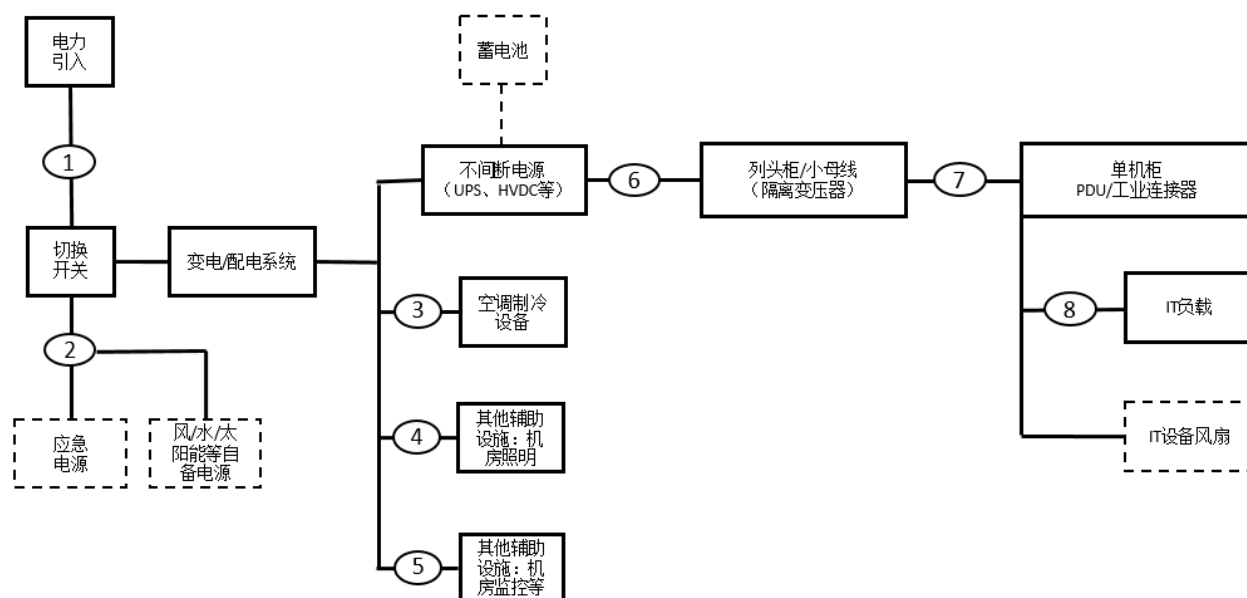 电力
引入
蓄电池
1
不间断电源
（UPS、HVDC等）
6
列头柜/小母线
（隔离变压器）
7
单机柜
PDU/工业连接器
切换
开关
变电/配电系统
3
空调制冷
设备
8
IT负载
2
应急
电源
风/水/太
阳能等自
备电源
4
其他辅助
设施：机
房照明
IT设备风扇
5
其他辅助
设施：机
房监控等